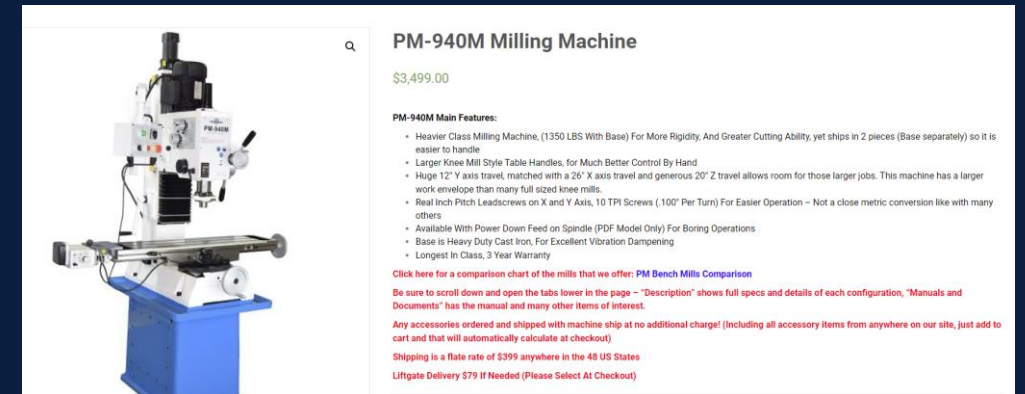 PM-940M Milling Machine
$3,499.00
PM-940M Main Features:
Heavier Class Milling Machine, (1350 LBS With Base) For More Rigidity, And Greater Cutting Ability, yet ships in 2 pieces (Base separately) so it is
easier to handle
Larger Knee Mill Style Table Handles, for Much Better Control By Hand
Huge 12" Y axis travel, matched with a 26" X axis travel and generous 20" Z travel allows room for those larger jobs. This machine has a larger
work envelope than many full sized knee mills.
Real Inch Pitch Leadscrews on X and Y Axis, 10 TPI Screws (.100" Per Turn) For Easier Operation – Not a close metric conversion like with many
others
Available With Power Down Feed on Spindle (PDF Model Only) For Boring Operations
Base is Heavy Duty Cast Iron, For Excellent Vibration Dampening
Longest In Class, 3 Year Warranty
Click here for a comparison chart of the mills that we offer: PM Bench Mills Comparison
Be sure to scroll down and open the tabs lower in the page – "Description" shows full specs and details of each configuration, "Manuals and
Documents" has the manual and many other items of interest.
Any accessories ordered and shipped with machine ship at no additional charge! (Including all accessory items from anywhere on our site, just add to
cart and that will automatically calculate at checkout)
Shipping is a flate rate of $399 anywhere in the 48 US States
Liftgate Delivery $79 If Needed (Please Select At Checkout)
PM-940M